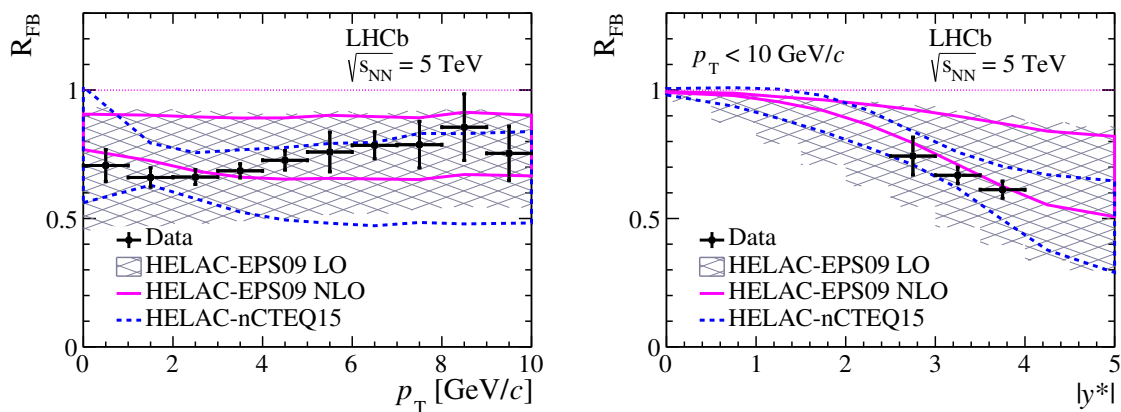 R_FB
LHCb
√s_NN = 5 TeV
1
0.5
0
Data
HELAC-EPS09 LO
HELAC-EPS09 NLO
HELAC-nCTEQ15
0 2 4 6 8 10
p_T [GeV/c]
R_FB
p_T < 10 GeV/c
LHCb
√s_NN = 5 TeV
1
0.5
0
Data
HELAC-EPS09 LO
HELAC-EPS09 NLO
HELAC-nCTEQ15
0 1 2 3 4 5
|y*|